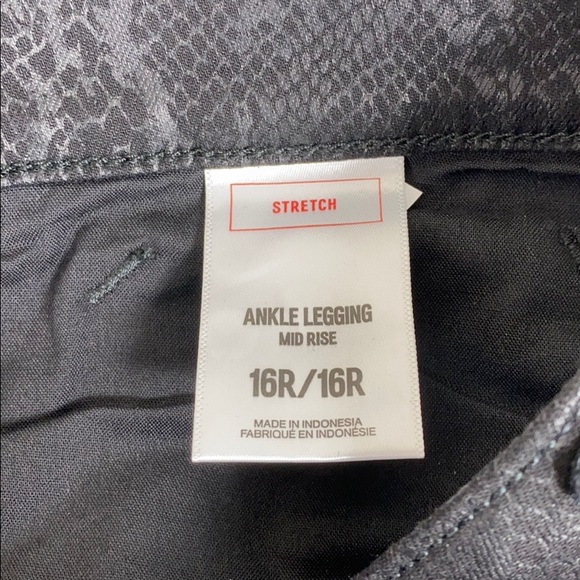 STRETCH
ANKLE LEGGING
MID RISE
16R/16R
MADE IN INDONESIA
FABRIQUÉ EN INDONÉSIE